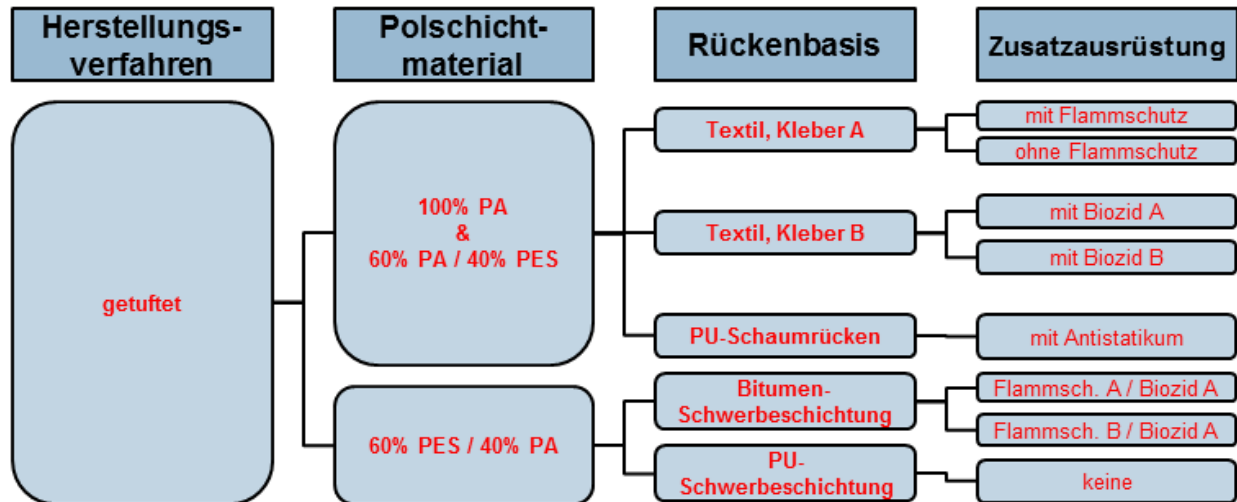 Herstellungs-
verfahren
Polschicht-
material
Rückenbasis
Zusatzausrüstung
getuftet
100% PA
&
60% PA / 40% PES
60% PES / 40% PA
Textil, Kleber A
Textil, Kleber B
PU-Schaumrücken
Bitumen-
Schwerbeschichtung
PU-
Schwerbeschichtung
mit Flammschutz
ohne Flammschutz
mit Biozid A
mit Biozid B
mit Antistatikum
Flammsch. A / Biozid A
Flammsch. B / Biozid A
keine